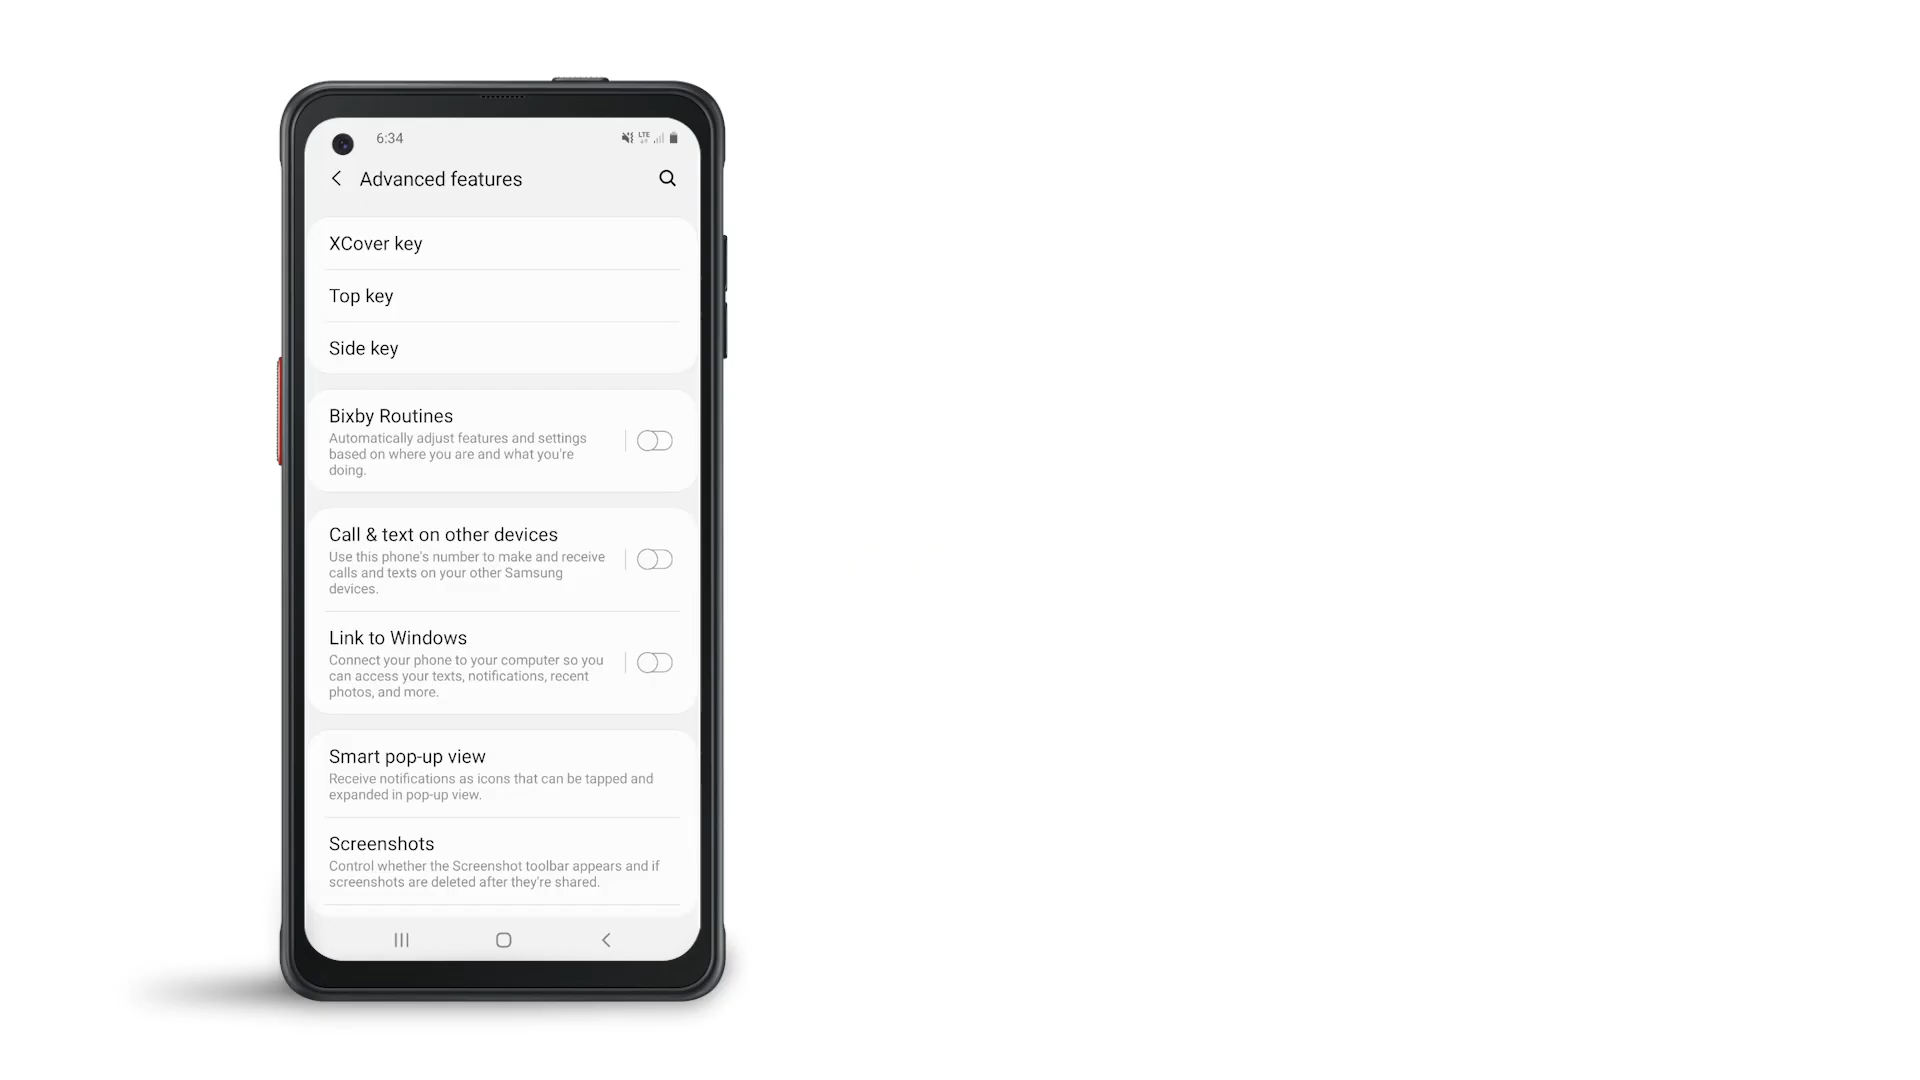 6:34
LTE
Advanced features
XCover key
Top key
Side key
Bixby Routines
Automatically adjust features and settings
based on where you are and what you're
doing.
Call & text on other devices
Use this phone's number to make and receive
calls and texts on your other Samsung
devices.
Link to Windows
Connect your phone to your computer so you
can access your texts, notifications, recent
photos, and more.
Smart pop-up view
Receive notifications as icons that can be tapped and
expanded in pop-up view.
Screenshots
Control whether the Screenshot toolbar appears and if
screenshots are deleted after they're shared.